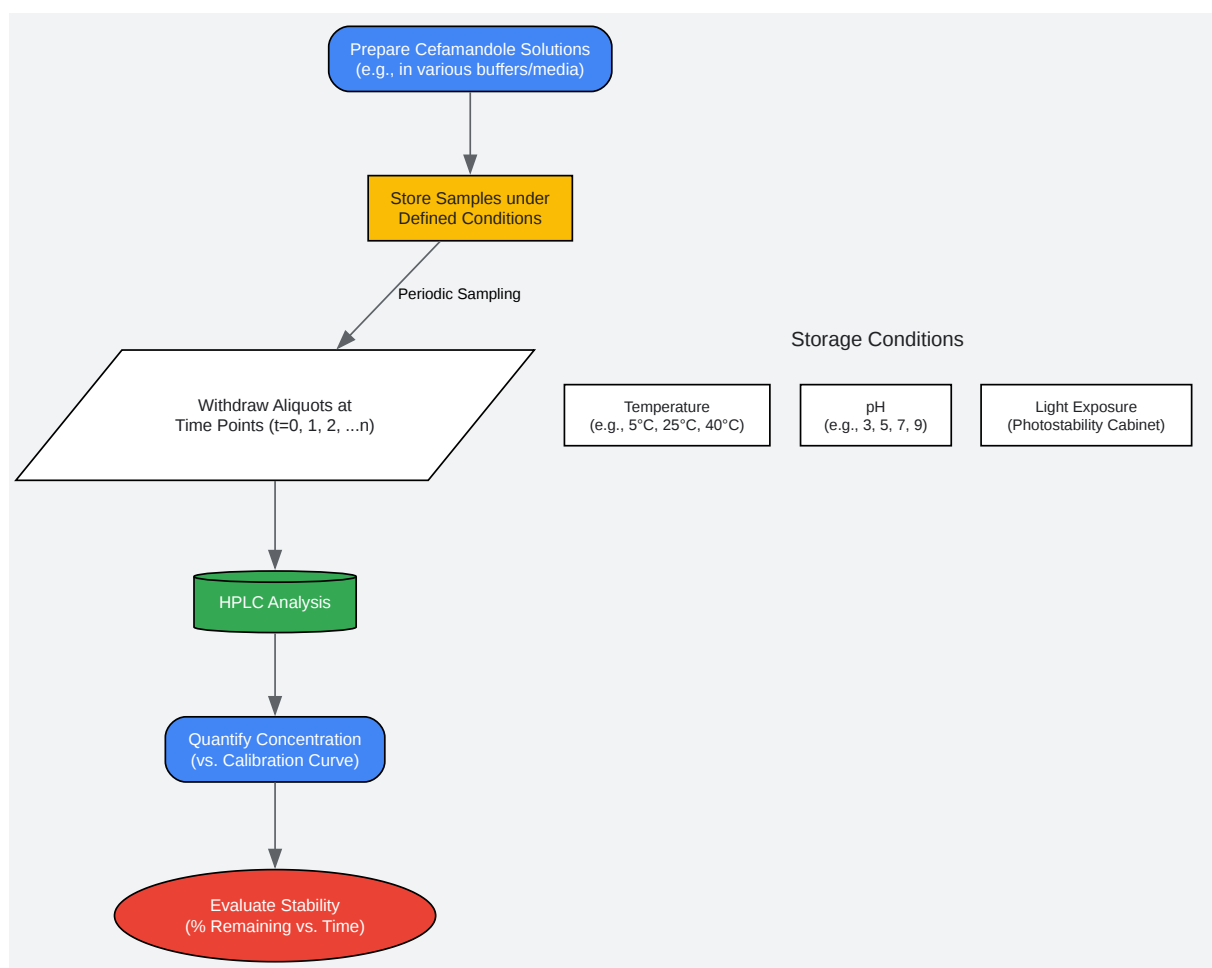 Prepare Cefamandole Solutions
(e.g., in various buffers/media)
Store Samples under
Defined Conditions
Periodic Sampling
Withdraw Aliquots at
Time Points (t=0, 1, 2, ...n)
Storage Conditions
Temperature
(e.g., 5°C, 25°C, 40°C)
pH
(e.g., 3, 5, 7, 9)
Light Exposure
(Photostability Cabinet)
HPLC Analysis
Quantify Concentration
(vs. Calibration Curve)
Evaluate Stability
(% Remaining vs. Time)